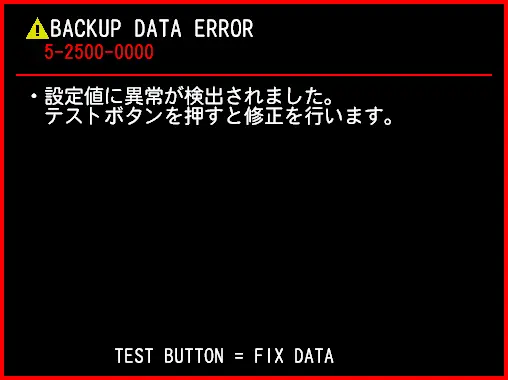 BACKUP DATA ERROR
5-2500-0000
・設定値に異常が検出されました。
テストボタンを押すと修正を行います。
TEST BUTTON = FIX DATA